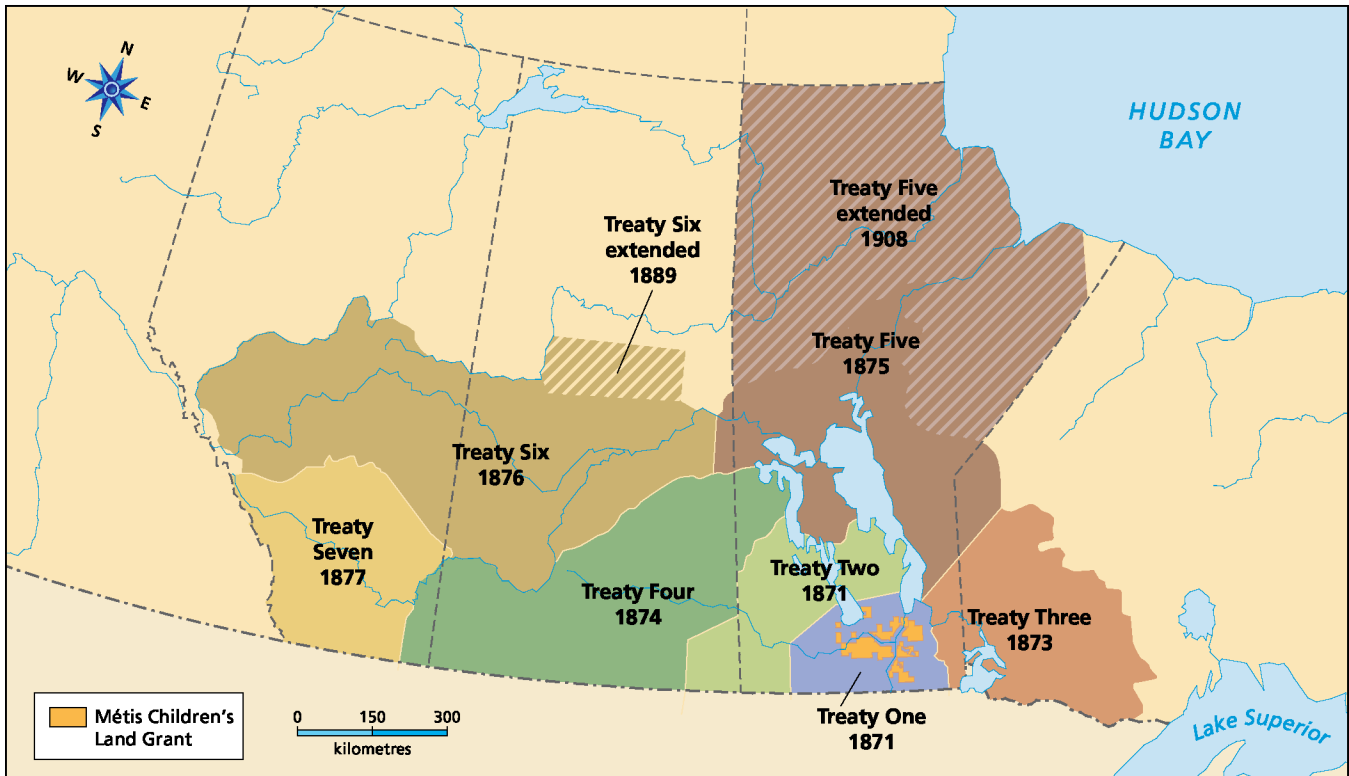 N
W
E
S
HUDSON
BAY
Treaty Five
extended
1908
Treaty Six
extended
1889
Treaty Five
1875
Treaty Six
1876
Treaty
Seven
1877
Treaty Two
1871
Treaty Four
1874
Treaty Three
1873
Treaty One
1871
Lake Superior
Métis Children's
Land Grant
0 150 300
kilometres